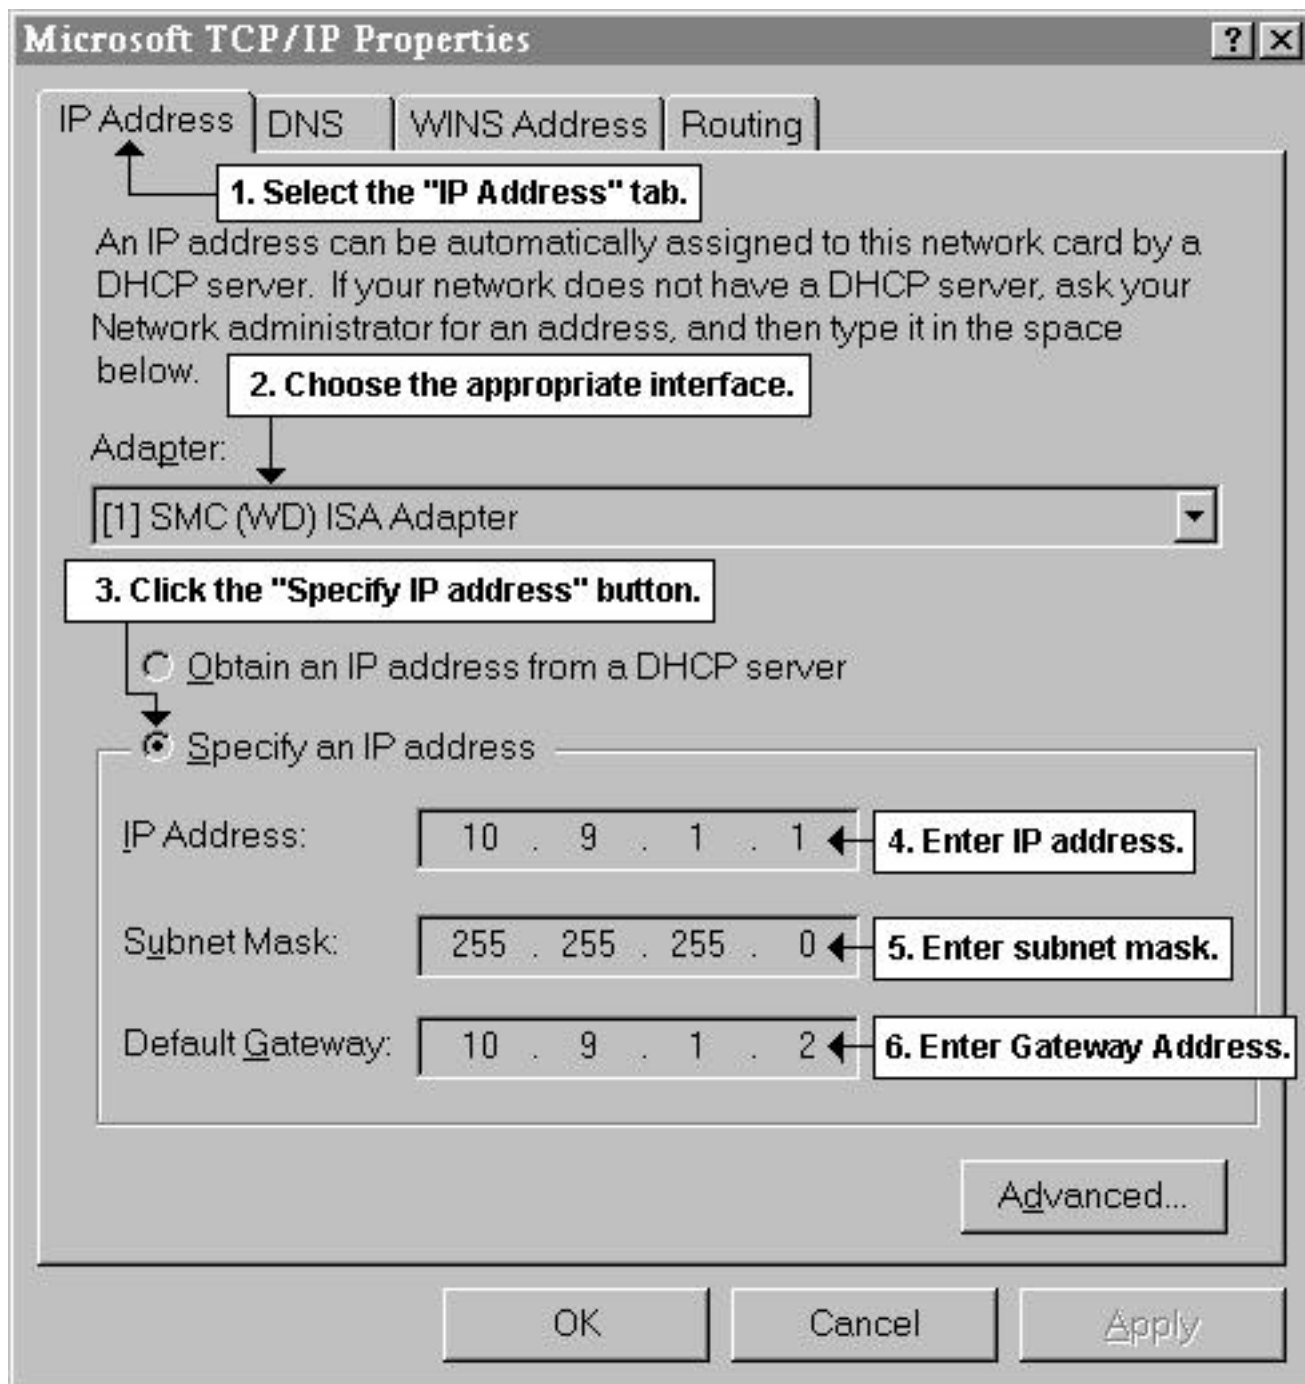 Microsoft TCP/IP Properties
IP Address
DNS
WINS Address
Routing
1. Select the "IP Address" tab.
An IP address can be automatically assigned to this network card by a
DHCP server. If your network does not have a DHCP server, ask your
Network administrator for an address, and then type it in the space
below.
2. Choose the appropriate interface.
Adapter:
[1] SMC (WD) ISA Adapter
3. Click the "Specify IP address" button.
Obtain an IP address from a DHCP server
Specify an IP address
IP Address: 10 . 9 . 1 . 1 4. Enter IP address.
Subnet Mask: 255 . 255 . 255 . 0 5. Enter subnet mask.
Default Gateway: 10 . 9 . 1 . 2 6. Enter Gateway Address.
Advanced...
OK Cancel Apply